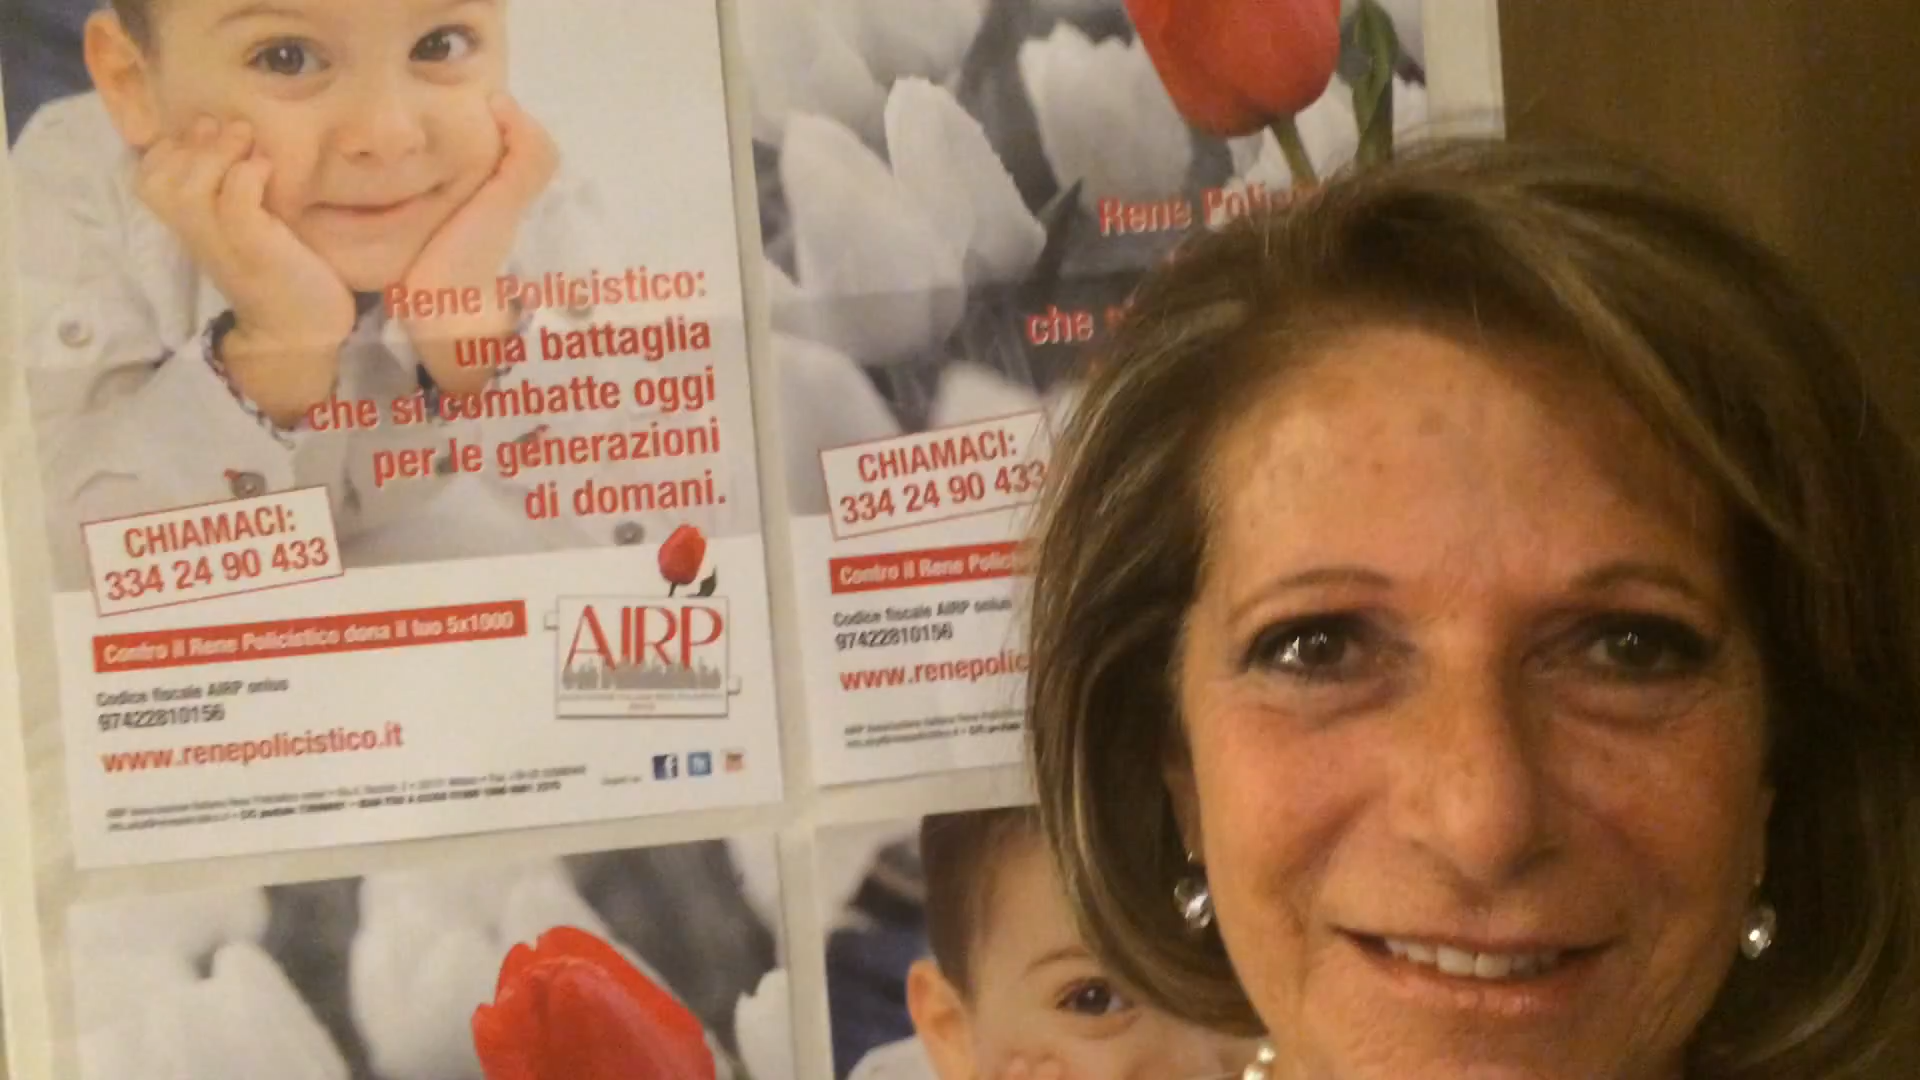 Rene Policistico:
una battaglia
che si combatte oggi
per le generazioni
di domani.
CHIAMACI:
334 24 90 433
Contro il Rene Policistico dona il tuo 5x1000
Codice fiscale AIRP onlus
97422810156
www.renepolicistico.it
AIRP
Rene
che
CHIAMACI:
334 24 90 433
Contro il Rene
Codice fiscale AIRP onlus
97422810156
www.renepolic